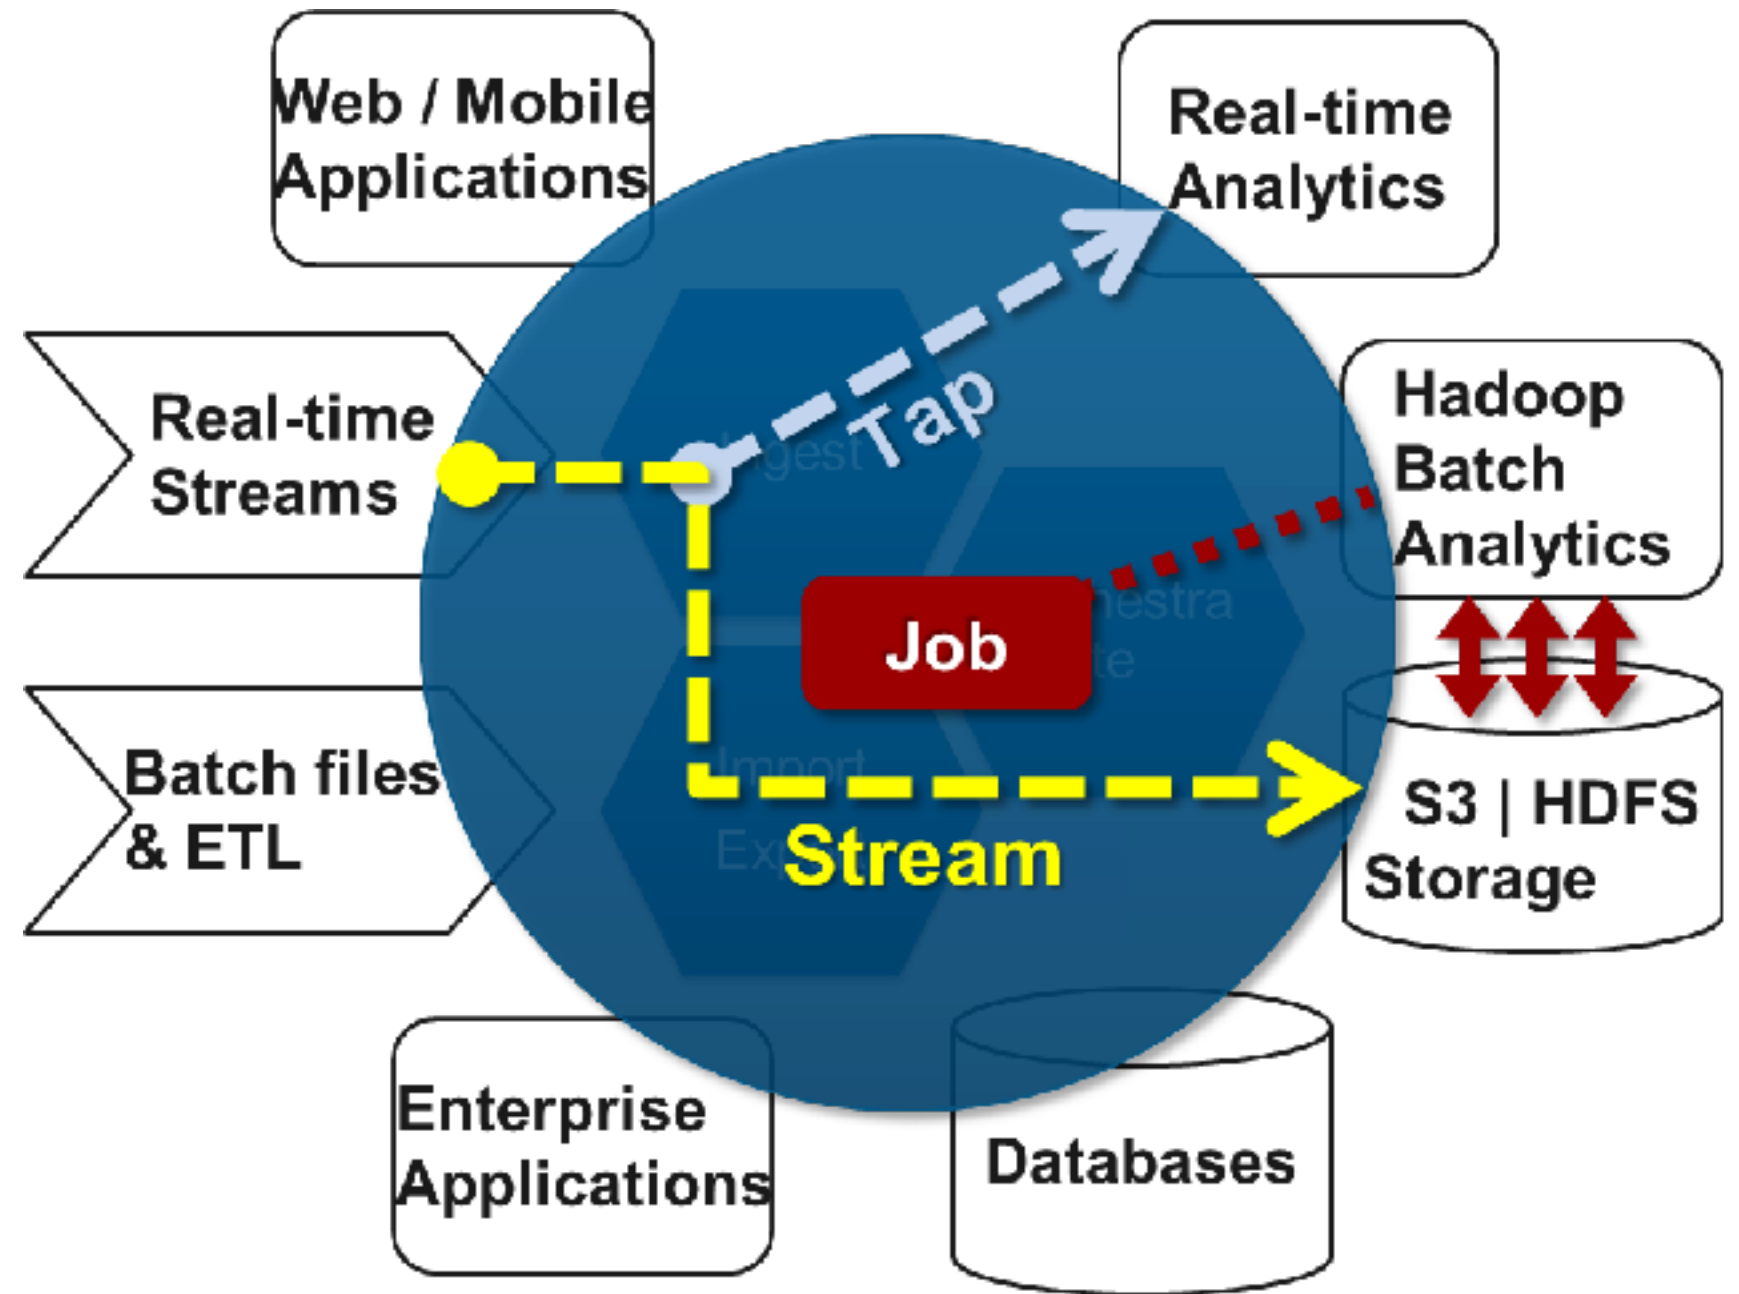 Web / Mobile
Applications
Real-time
Analytics
Real-time
Streams
Tap
Hadoop
Batch
Analytics
Job
Batch files
& ETL
Import
S3 | HDFS
Storage
Stream
Enterprise
Applications
Databases